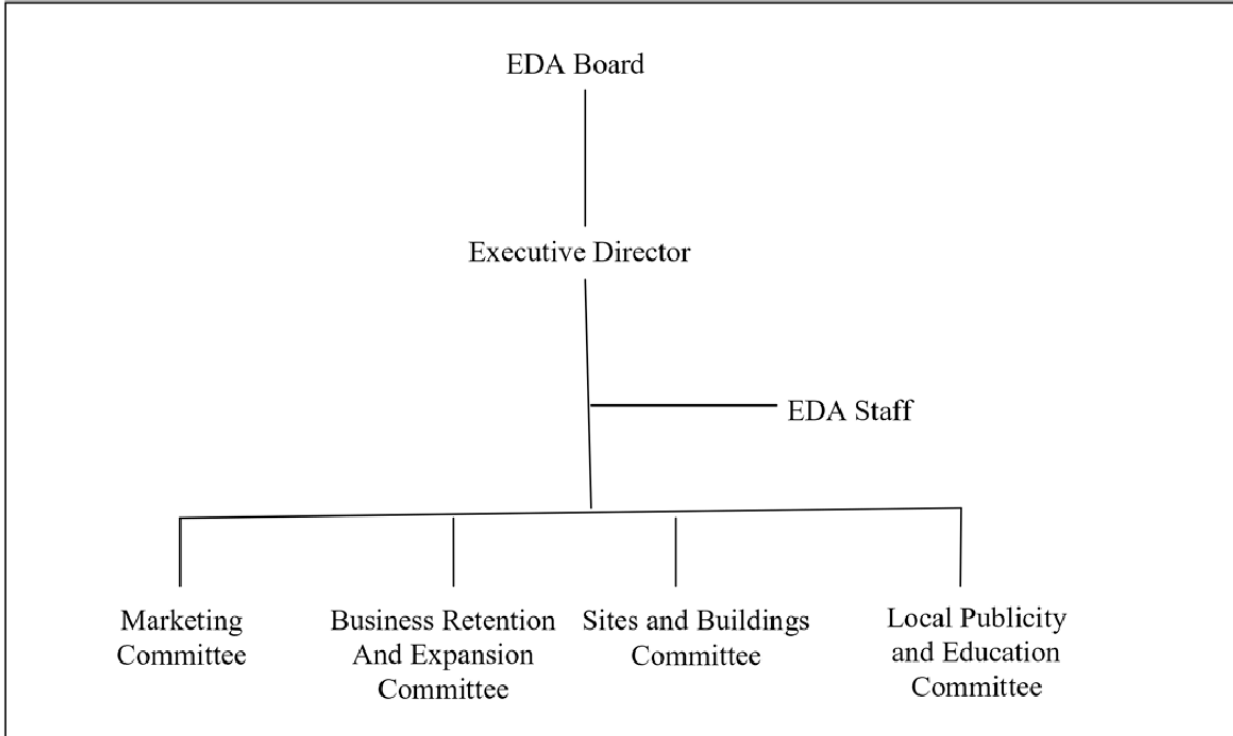 EDA Board
Executive Director
EDA Staff
Marketing
Committee
Business Retention
And Expansion
Committee
Sites and Buildings
Committee
Local Publicity
and Education
Committee